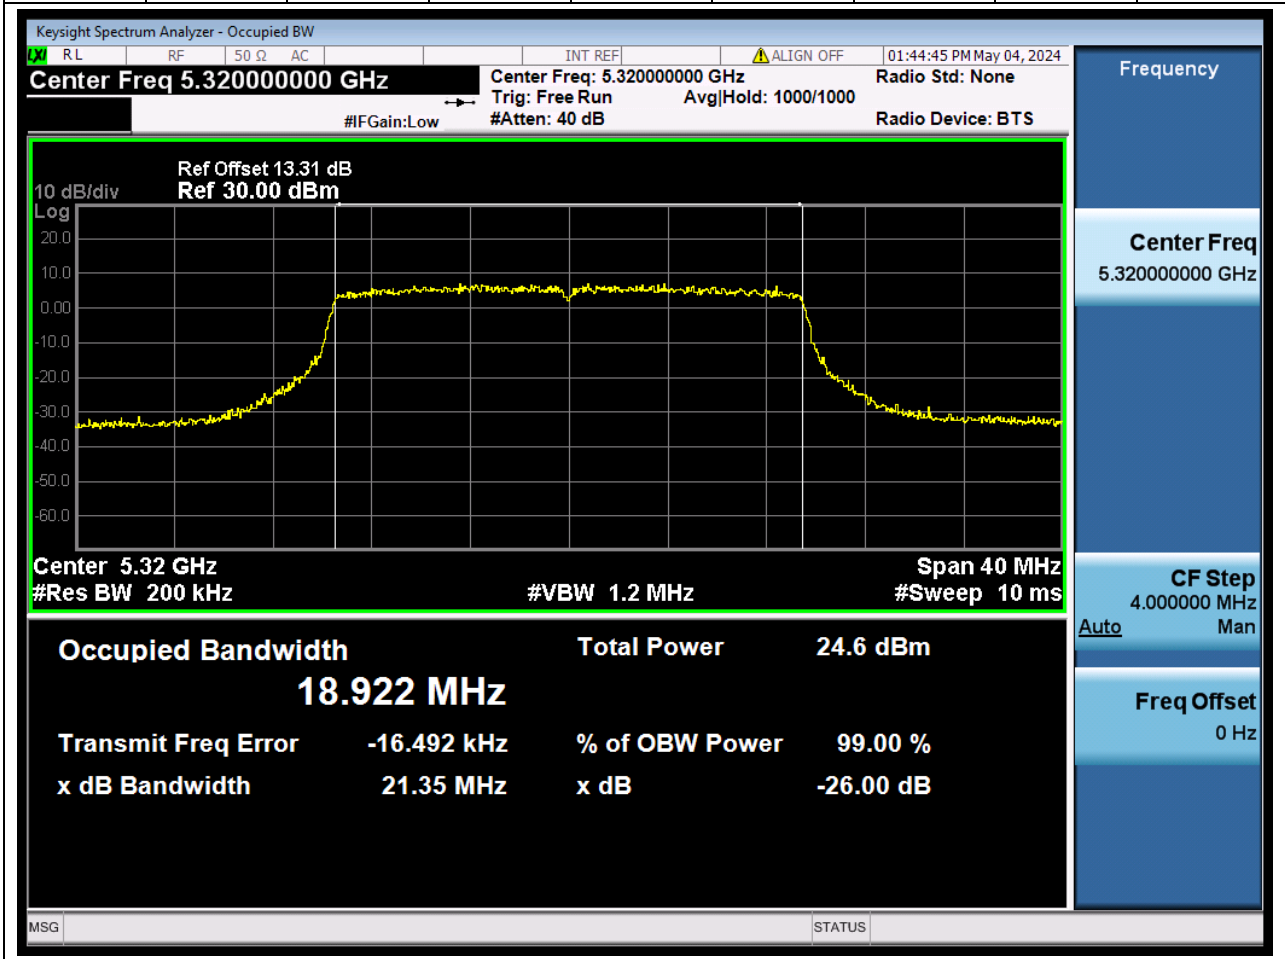 Keysight Spectrum Analyzer - Occupied BW
LXI RL RF 50 Ω AC INT REF ALIGN OFF 01:44:45 PM May 04, 2024
Center Freq 5.320000000 GHz
Center Freq: 5.320000000 GHz
Radio Std: None
Trig: Free Run Avg|Hold: 1000/1000
#IFGain:Low
#Atten: 40 dB
Radio Device: BTS
Ref Offset 13.31 dB
10 dB/div Ref 30.00 dBm
Log
20.0
10.0
0.00
-10.0
-20.0
-30.0
-40.0
-50.0
-60.0
Center 5.32 GHz Span 40 MHz
#Res BW 200 kHz #VBW 1.2 MHz #Sweep 10 ms
Occupied Bandwidth Total Power 24.6 dBm
18.922 MHz
Transmit Freq Error -16.492 kHz % of OBW Power 99.00 %
x dB Bandwidth 21.35 MHz x dB -26.00 dB
MSG STATUS
Frequency
Center Freq
5.320000000 GHz
CF Step
4.000000 MHz
Auto Man
Freq Offset
0 Hz